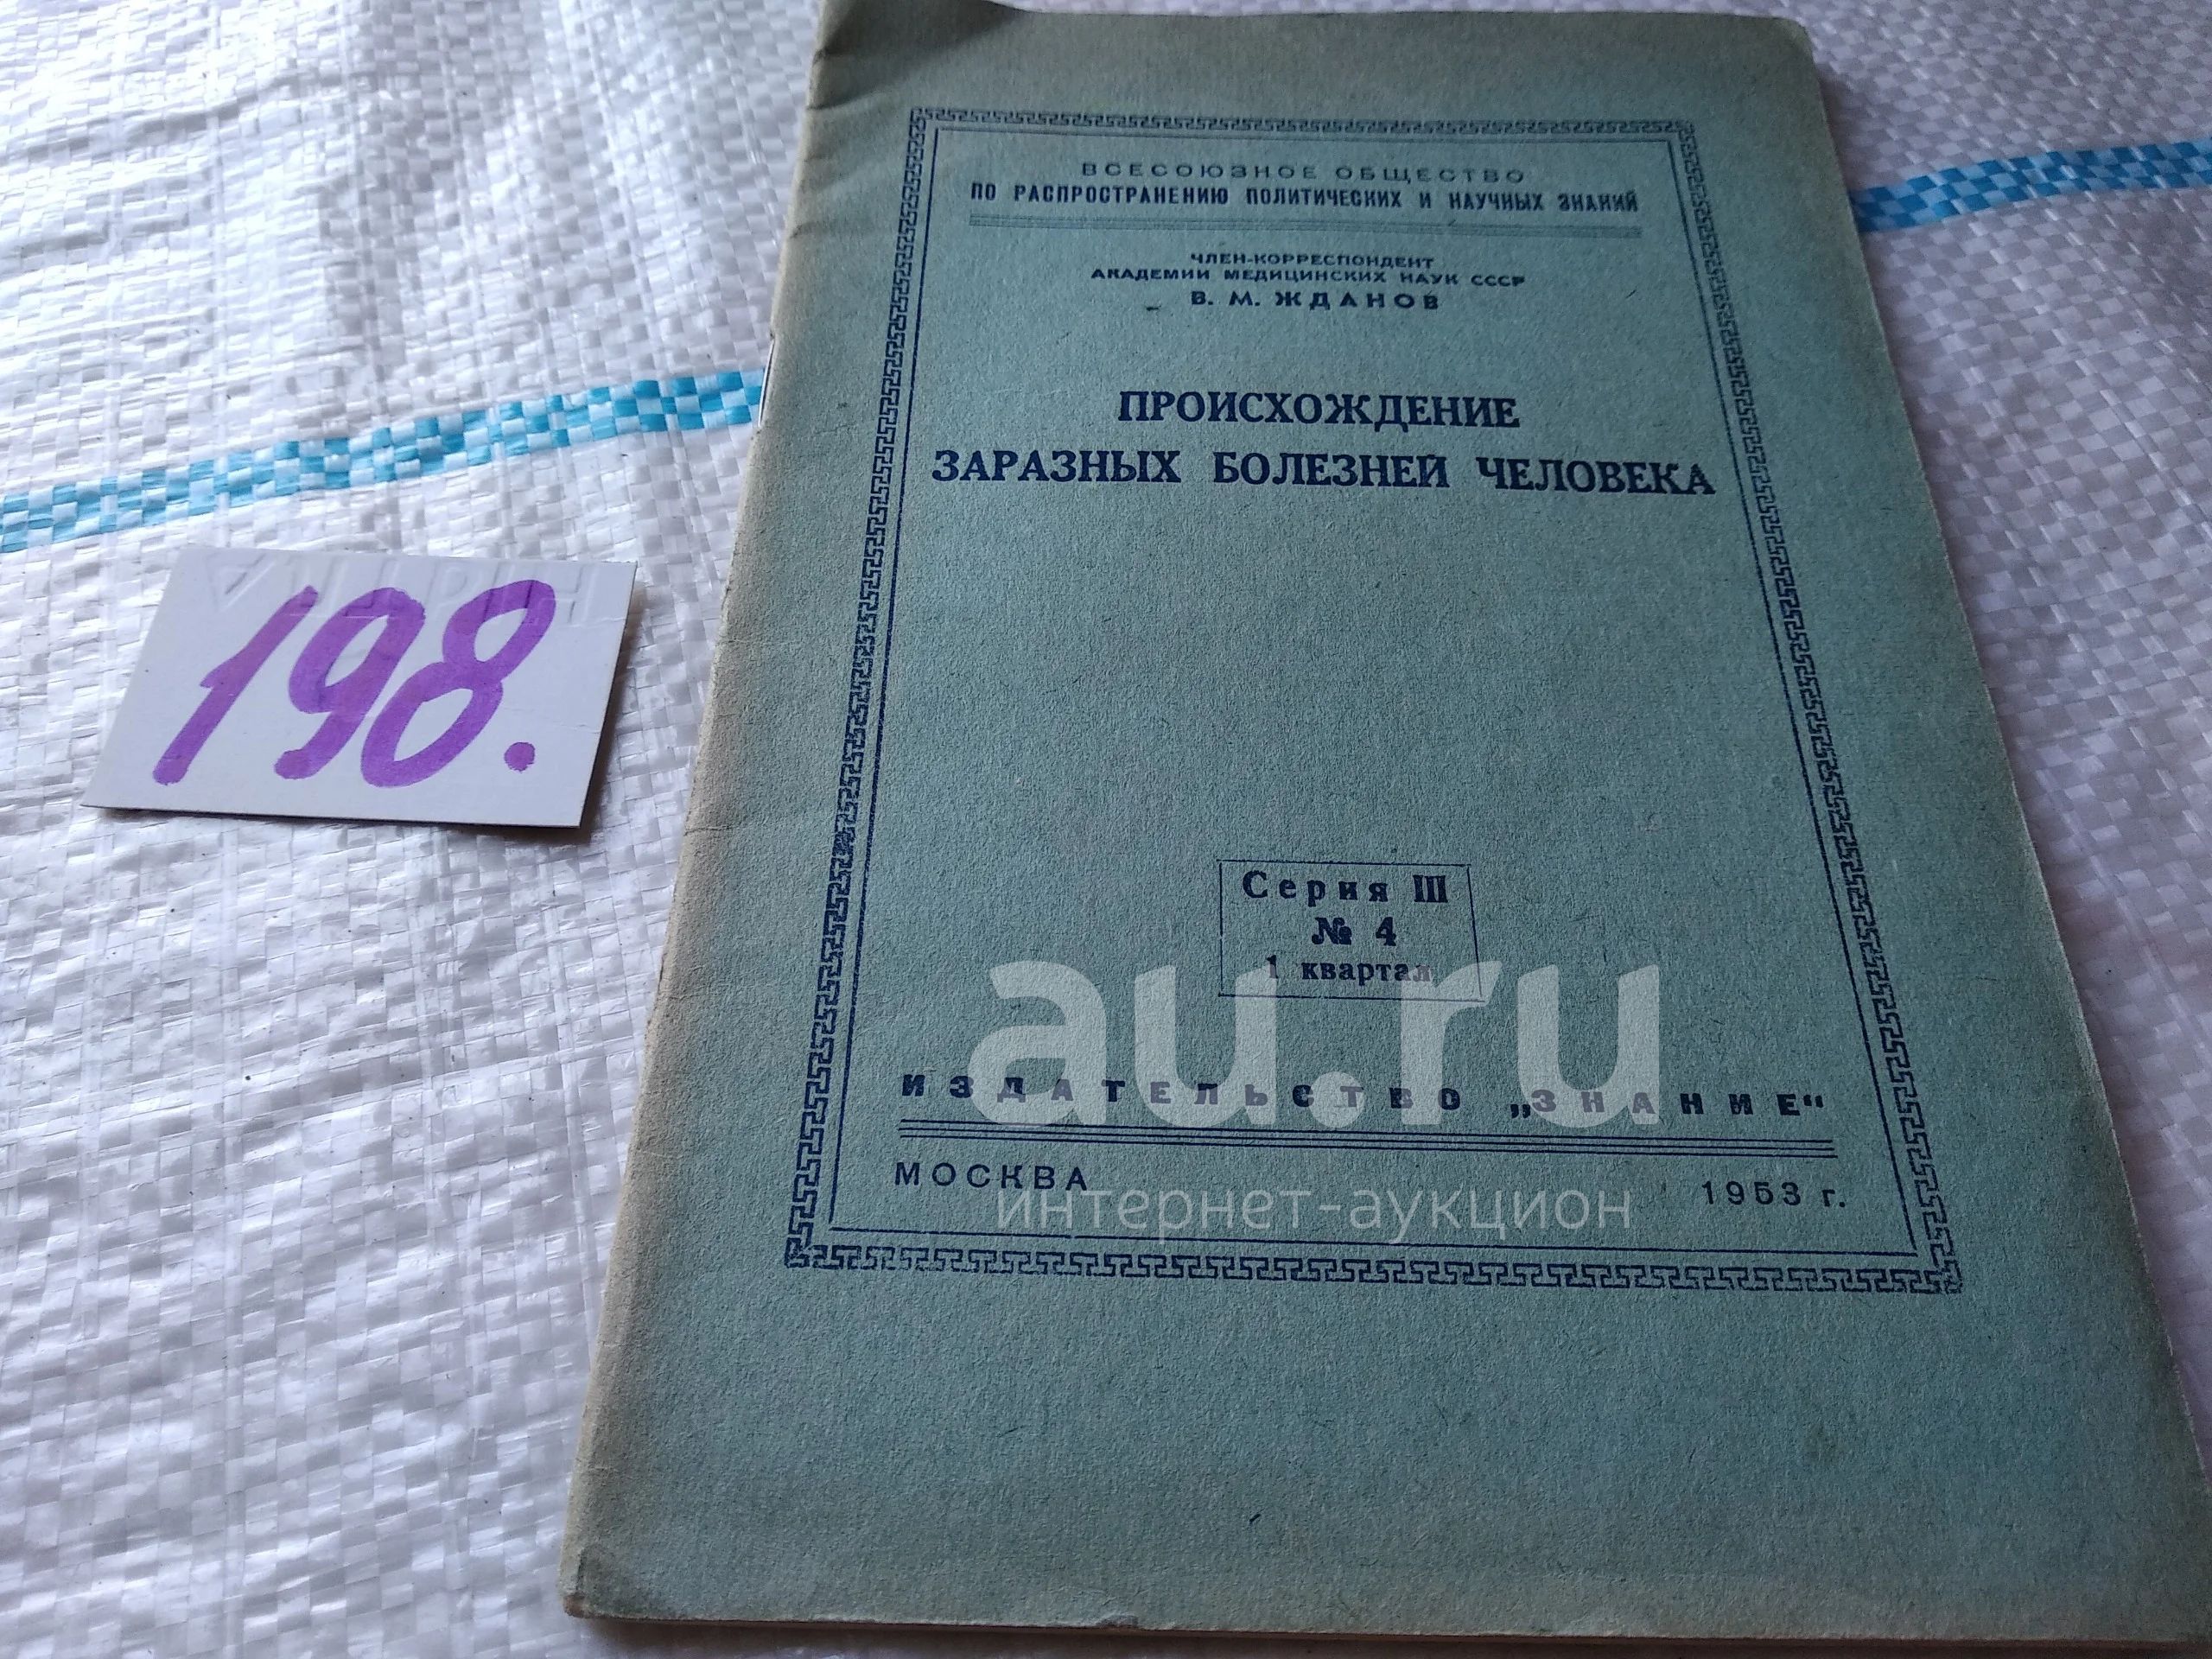 ВСЕСОЮЗНОЕ ОБЩЕСТВО
ПО РАСПРОСТРАНЕНИЮ ПОЛИТИЧЕСКИХ И НАУЧНЫХ ЗНАНИЙ
ЧЛЕН-КОРРЕСПОНДЕНТ
АКАДЕМИИ МЕДИЦИНСКИХ НАУК СССР
В. М. ЖДАНОВ
ПРОИСХОЖДЕНИЕ
ЗАРАЗНЫХ БОЛЕЗНЕЙ ЧЕЛОВЕКА
198.
Серия III
№ 4
1 квартал
au.ru
ИЗДАТЕЛЬСТВО „ЗНАНИЕ“
МОСКВА 1953 г.
интернет-аукцион